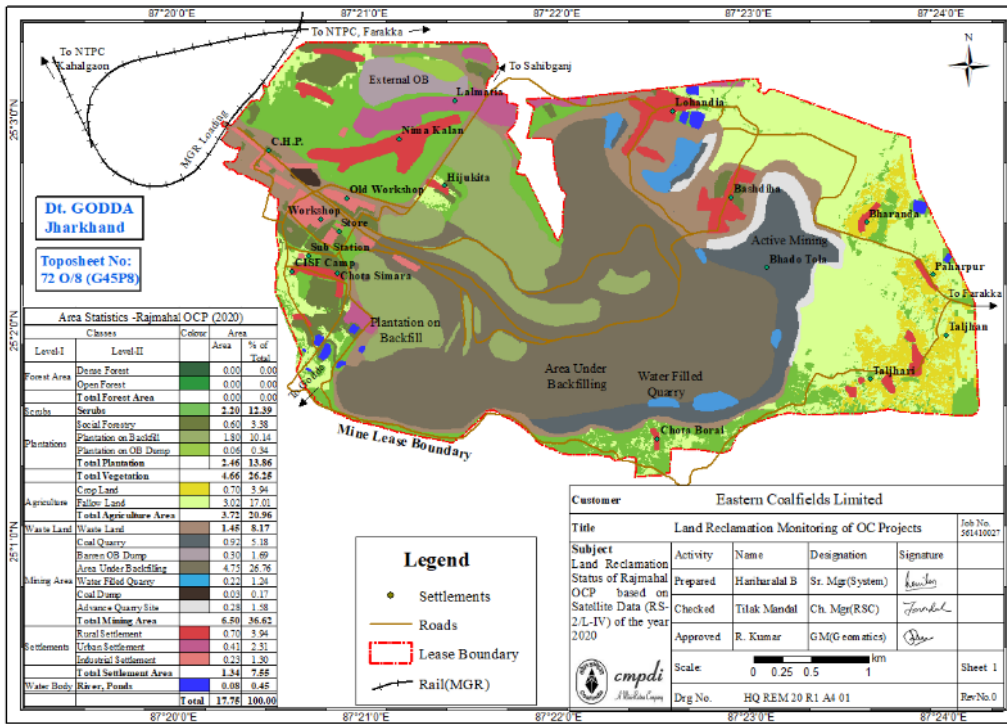 87°20'0"E 87°21'0"E 87°22'0"E 87°23'0"E 87°24'0"E
To NTPC, Farakka
To NTPC
Kahalgaon
To Sahibganj
N
External OB
Lalmatia
Lohandia
25°3'0"N 25°3'0"N
MGR Loading
C.H.P.
Nima Kalan
Old Workshop
Hijukita
Bashdiha
Dt. GODDA
Jharkhand
Workshop
Store
Bharanda
Active Mining
Toposheet No:
72 O/8 (G45P8)
Sub Station
CISF Camp
Chota Simara
Bhado Tola
Paharpur
To Farakka
25°2'0"N 25°2'0"N
Plantation on
Backfill
Taljhan
Area Under
Backfilling
Water Filled
Quarry
Taljhari
To Godda
Chota Borai
Mine Lease Boundary
Area Statistics -Rajmahal OCP (2020)
Classes Colour Area
Level-I Level-II Area % of Total
Forest Area Dense Forest 0.00 0.00
Open Forest 0.00 0.00
Total Forest Area 0.00 0.00
Scrubs Scrubs 2.20 12.39
Plantations Social Forestry 0.60 3.38
Plantation on Backfill 1.80 10.14
Plantation on OB Dump 0.06 0.34
Total Plantation 2.46 13.86
Total Vegetation 4.66 26.25
Agriculture Crop Land 0.70 3.94
Fallow Land 3.02 17.01
Total Agriculture Area 3.72 20.96
Waste Land Waste Land 1.45 8.17
Mining Area Coal Quarry 0.92 5.18
Barren OB Dump 0.30 1.69
Area Under Backfilling 4.75 26.76
Water Filled Quarry 0.22 1.24
Coal Dump 0.03 0.17
Advance Quarry Site 0.28 1.58
Total Mining Area 6.50 36.62
Settlements Rural Settlement 0.70 3.94
Urban Settlement 0.41 2.31
Industrial Settlement 0.23 1.30
Total Settlement Area 1.34 7.55
Water Body River, Ponds 0.08 0.45
Total 17.75 100.00
25°1'0"N 25°1'0"N
Legend
Settlements
Roads
Lease Boundary
Rail(MGR)
Customer Eastern Coalfields Limited
Title Land Reclamation Monitoring of OC Projects Job No. 561410027
Subject
Land Reclamation
Status of Rajmahal
OCP based on
Satellite Data (RS-
2/L-IV) of the year
2020
Activity Name Designation Signature
Prepared Hariharalal B Sr. Mgr(System)
Checked Tilak Mandal Ch. Mgr(RSC)
Approved R. Kumar GM(Geomatics)
cmpdi
A Mini Ratna Company
Scale: 0 0.25 0.5 1 km
Sheet 1
Drg No. HQ REM 20 R1 A4 01 Rev No.0
87°20'0"E 87°21'0"E 87°22'0"E 87°23'0"E 87°24'0"E